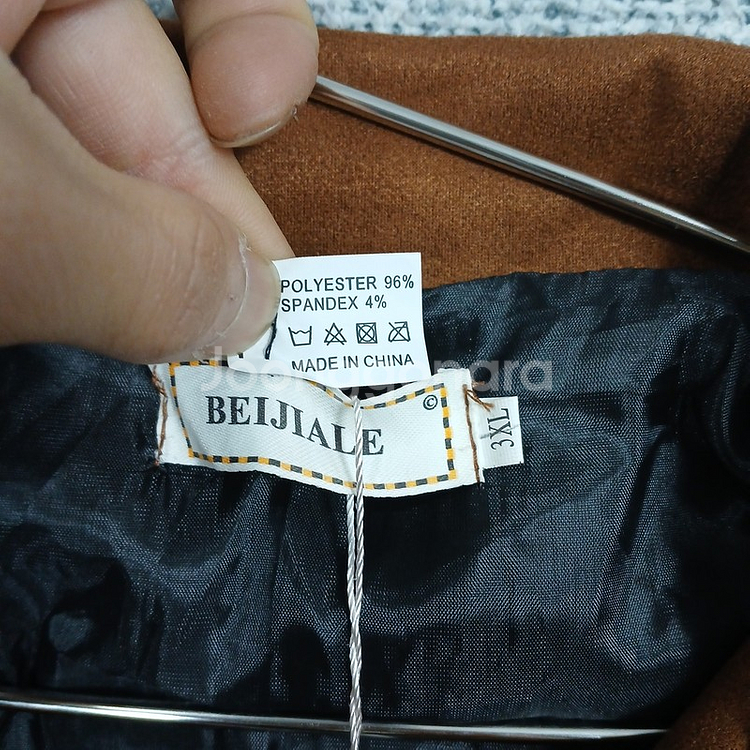 POLYESTER 96%
SPANDEX 4%
MADE IN CHINA
BEIJIALE
©
3XL